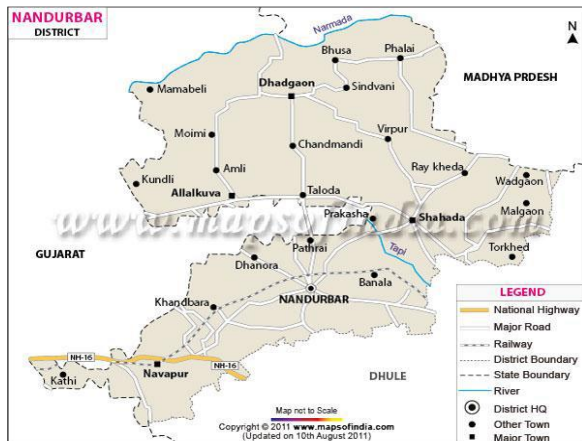 NANDURBAR
DISTRICT
N
Narmada
Bhusa
Phalai
MADHYA PRDESH
Mamabeli
Dhadgaon
Sindvani
Moimi
Chandmandi
Virpur
Kundli
Amli
Ray kheda
Wadgaon
Allalkuva
Taloda
Prakasha
Shahada
Malgaon
www.mapsofindia.com
GUJARAT
Pathrai
Tapi
Torkhed
Dhanora
Banala
NANDURBAR
Khandbara
NH-16
NH-16
Kathi
Navapur
DHULE
LEGEND
National Highway
Major Road
Railway
District Boundary
State Boundary
River
District HQ
Other Town
Major Town
Map not to Scale
Copyright © 2011 www.mapsofindia.com
(Updated on 10th August 2011)